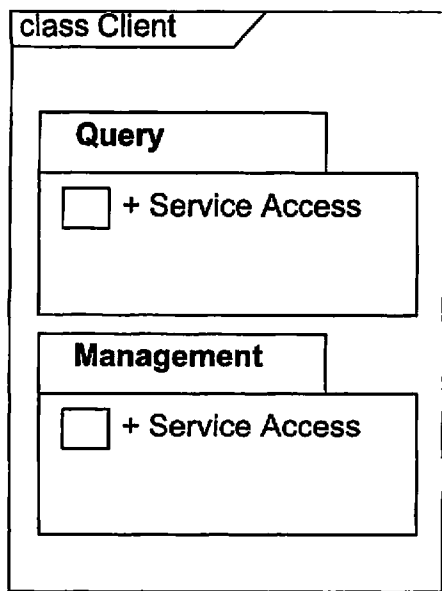 class Client
Query
+ Service Access
Management
+ Service Access